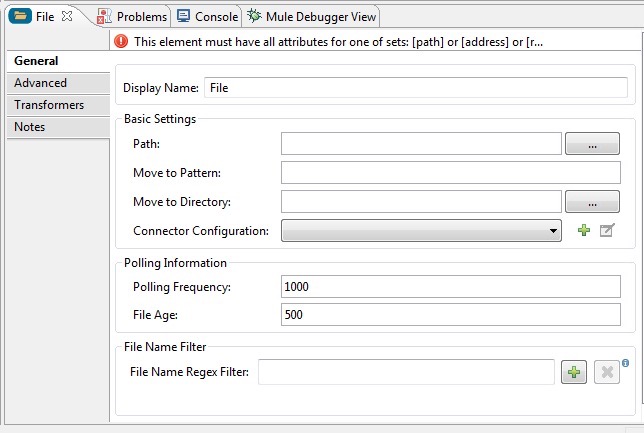 File Problems Console Mule Debugger View
This element must have all attributes for one of sets: [path] or [address] or [r...
General
Advanced
Transformers
Notes
Display Name: File
Basic Settings
Path: ...
Move to Pattern:
Move to Directory: ...
Connector Configuration:
Polling Information
Polling Frequency: 1000
File Age: 500
File Name Filter
File Name Regex Filter: